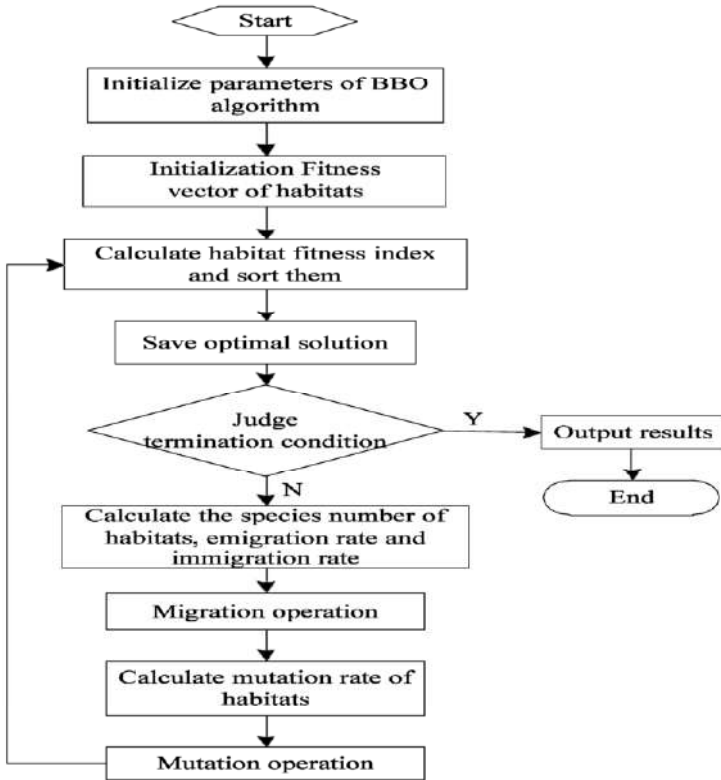 Start
Initialize parameters of BBO
algorithm
Initialization Fitness
vector of habitats
Calculate habitat fitness index
and sort them
Save optimal solution
Judge
termination condition
Y
Output results
End
N
Calculate the species number of
habitats, emigration rate and
immigration rate
Migration operation
Calculate mutation rate of
habitats
Mutation operation